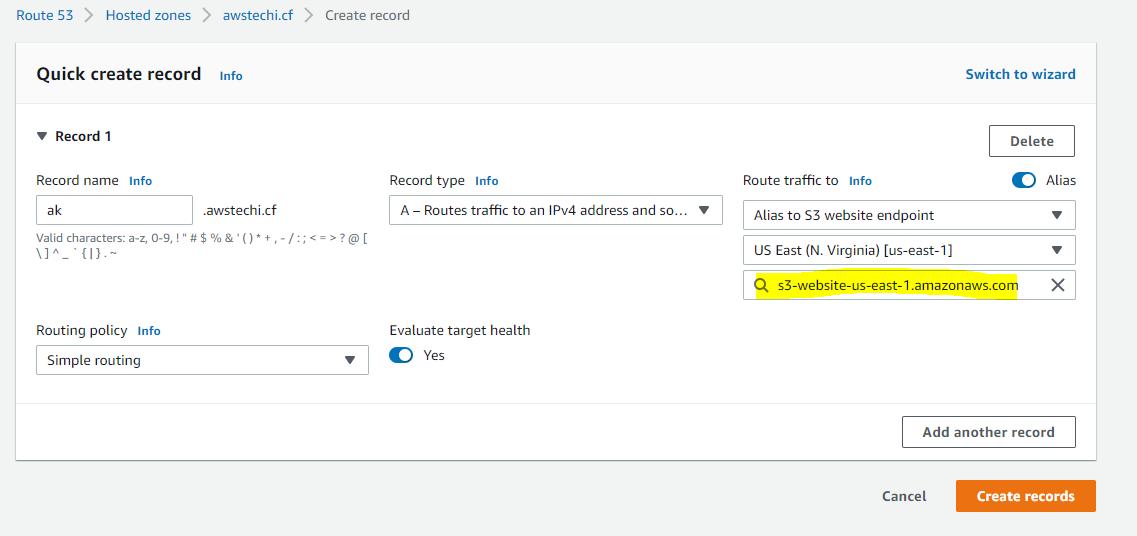 Route 53 > Hosted zones > awstechi.cf > Create record
Quick create record Info Switch to wizard
Record 1 Delete
Record name Info
ak .awstechi.cf
Valid characters: a-z, 0-9, ! " # $ % & ' ( ) * + , - / : ; < = > ? @ [
\ ] ^ _ ` { | } . ~
Record type Info
A – Routes traffic to an IPv4 address and so...
Route traffic to Info Alias
Alias to S3 website endpoint
US East (N. Virginia) [us-east-1]
s3-website-us-east-1.amazonaws.com
Routing policy Info
Simple routing
Evaluate target health
Yes
Add another record
Cancel Create records